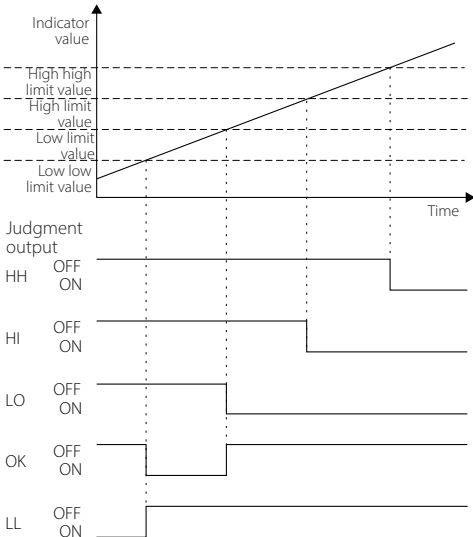 Indicator
value
High high
limit value
High limit
value
Low limit
value
Low low
limit value
Time
Judgment
output
HH OFF
ON
HI OFF
ON
LO OFF
ON
OK OFF
ON
LL OFF
ON